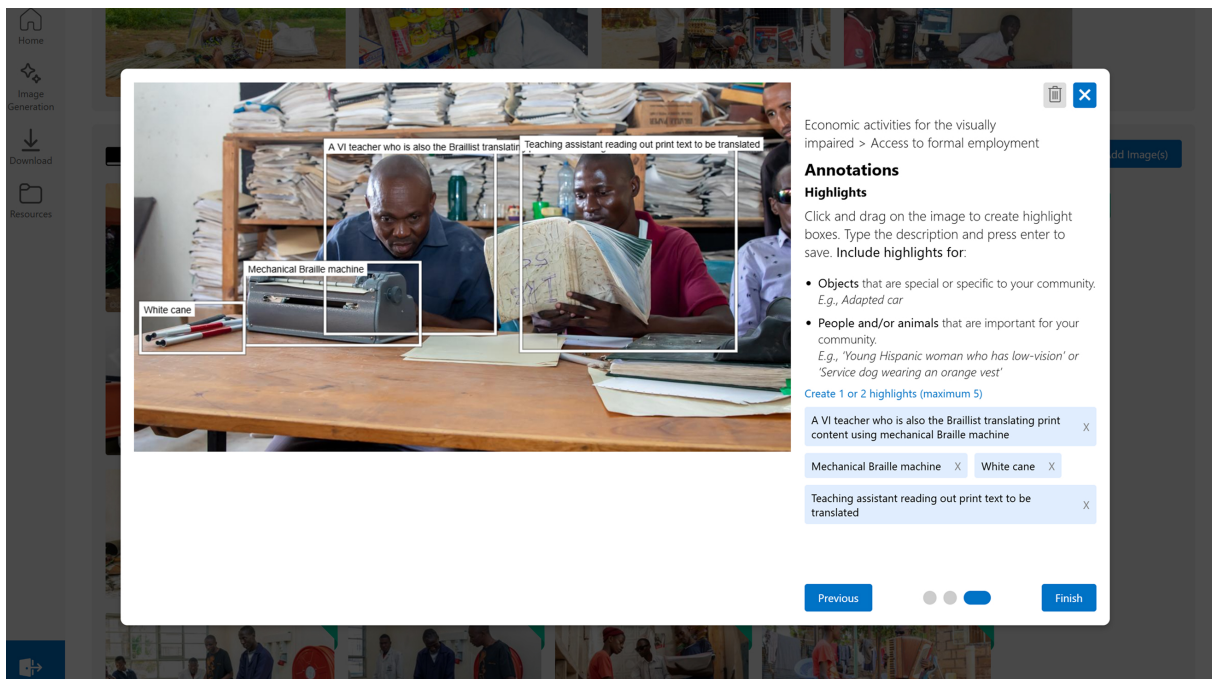 Home
Image
Generation
Download
Resources
dd Image(s)
A VI teacher who is also the Braillist translatin
Teaching assistant reading out print text to be translated
Mechanical Braille machine
White cane
Economic activities for the visually
impaired > Access to formal employment
Annotations
Highlights
Click and drag on the image to create highlight
boxes. Type the description and press enter to
save. Include highlights for:
• Objects that are special or specific to your community.
E.g., Adapted car
• People and/or animals that are important for your
community.
E.g., 'Young Hispanic woman who has low-vision' or
'Service dog wearing an orange vest'
Create 1 or 2 highlights (maximum 5)
A VI teacher who is also the Braillist translating print
content using mechanical Braille machine X
Mechanical Braille machine X White cane X
Teaching assistant reading out print text to be
translated X
Previous
Finish